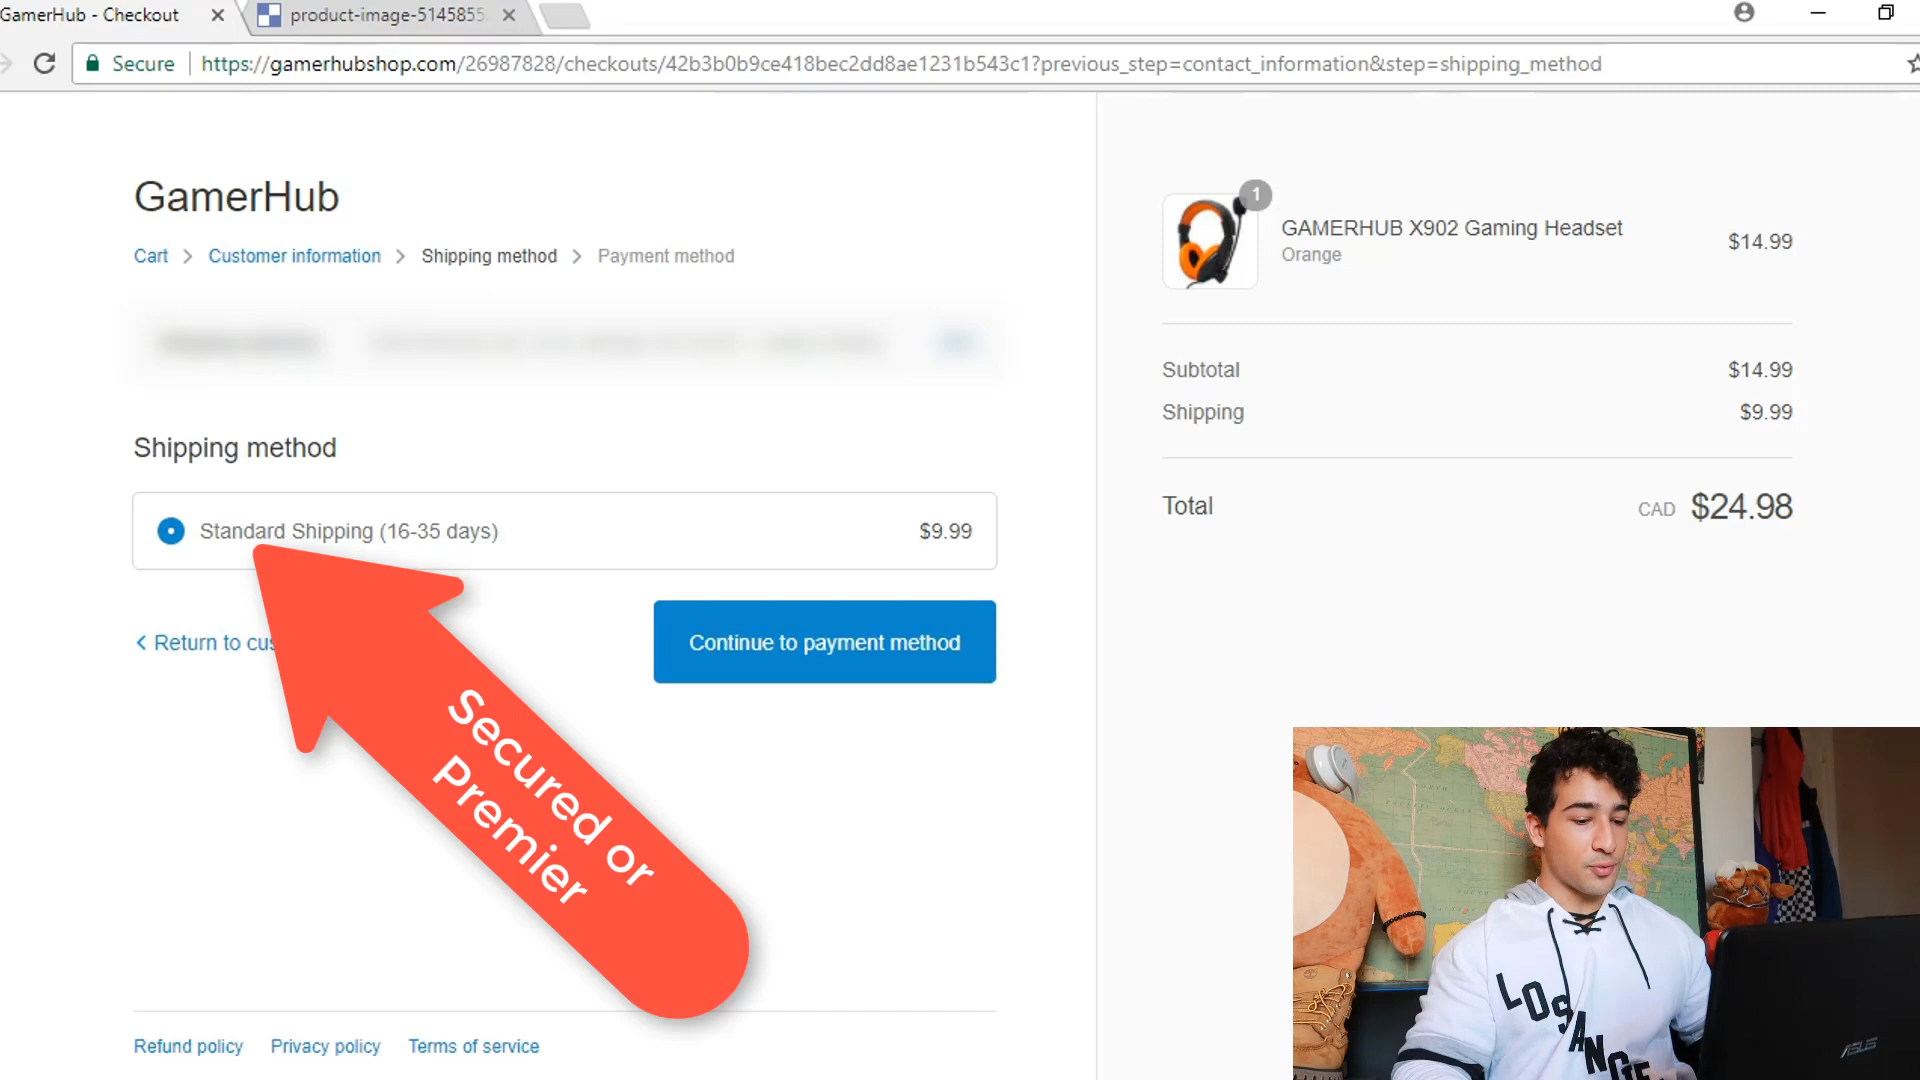 GamerHub - Checkout
product-image-5145855
Secure
https://gamerhubshop.com/26987828/checkouts/42b3b0b9ce418bec2dd8ae1231b543c1?previous_step=contact_information&step=shipping_method
GamerHub
Cart > Customer information > Shipping method > Payment method
1
GAMERHUB X902 Gaming Headset
Orange
$14.99
Subtotal $14.99
Shipping $9.99
Total CAD $24.98
Shipping method
Standard Shipping (16-35 days) $9.99
Return to cus
Continue to payment method
Secured or
Premier
Refund policy Privacy policy Terms of service
LOS
ANGE
ASUS